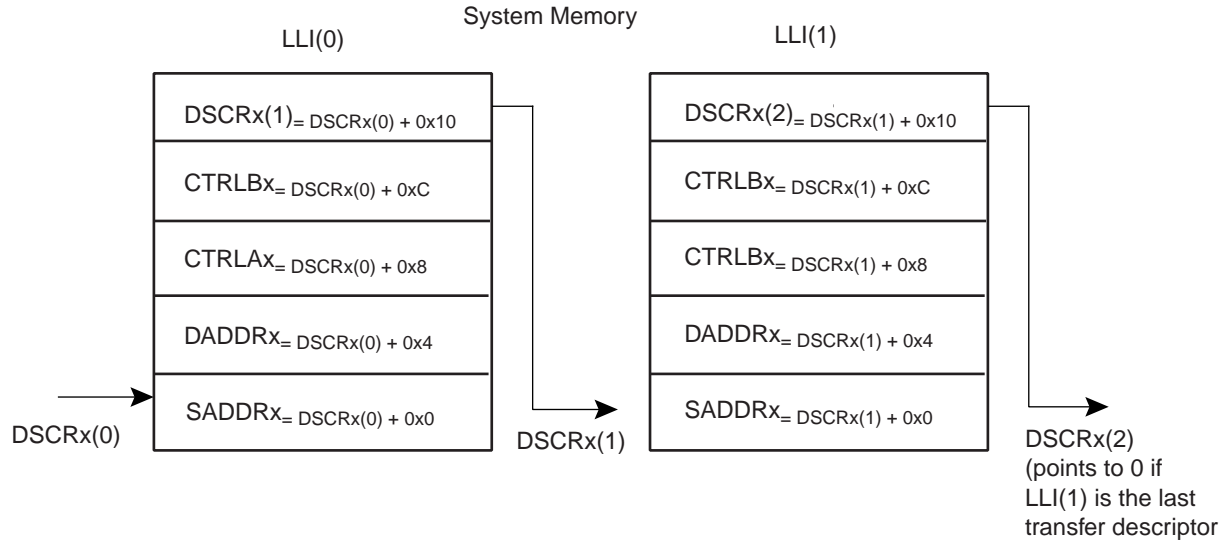 System Memory
LLI(0)
LLI(1)
DSCRx(1)= DSCRx(0) + 0x10
CTRLBx= DSCRx(0) + 0xC
CTRLAx= DSCRx(0) + 0x8
DADDRx= DSCRx(0) + 0x4
SADDRx= DSCRx(0) + 0x0
DSCRx(0)
DSCRx(1)
DSCRx(2)= DSCRx(1) + 0x10
CTRLBx= DSCRx(1) + 0xC
CTRLBx= DSCRx(1) + 0x8
DADDRx= DSCRx(1) + 0x4
SADDRx= DSCRx(1) + 0x0
DSCRx(2)
(points to 0 if
LLI(1) is the last
transfer descriptor